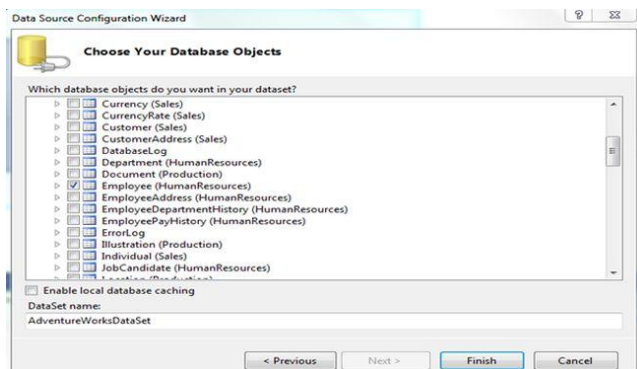 Data Source Configuration Wizard
Choose Your Database Objects
Which database objects do you want in your dataset?
Currency (Sales)
CurrencyRate (Sales)
Customer (Sales)
CustomerAddress (Sales)
DatabaseLog
Department (HumanResources)
Document (Production)
Employee (HumanResources)
EmployeeAddress (HumanResources)
EmployeeDepartmentHistory (HumanResources)
EmployeePayHistory (HumanResources)
ErrorLog
Illustration (Production)
Individual (Sales)
JobCandidate (HumanResources)
Enable local database caching
DataSet name:
AdventureWorksDataSet
< Previous Next > Finish Cancel